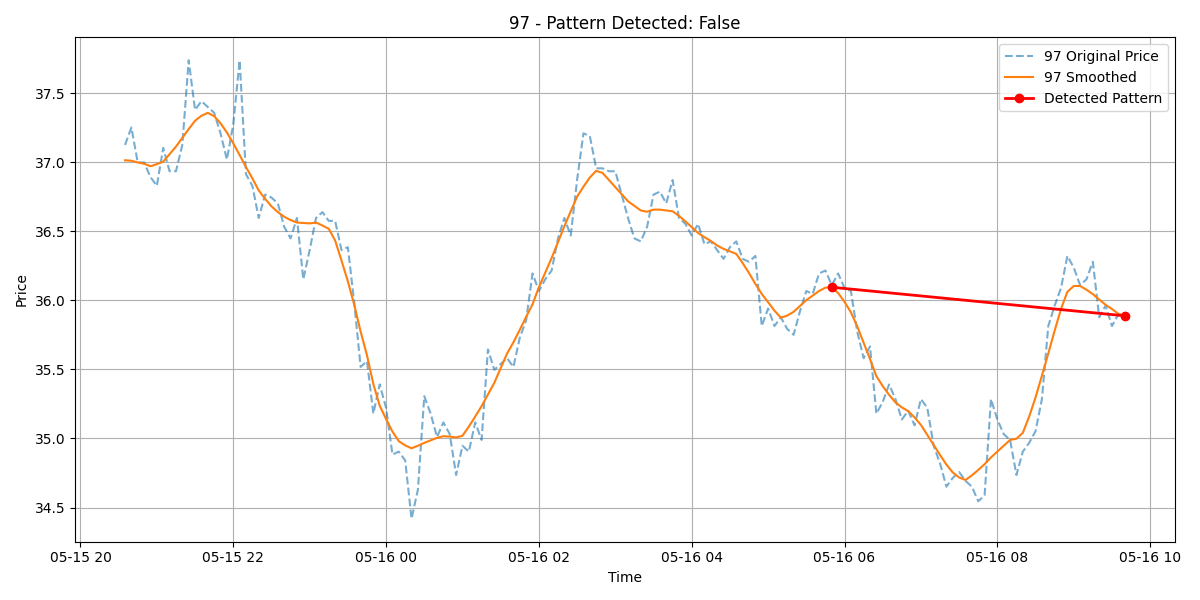 97 - Pattern Detected: False
97 Original Price
97 Smoothed
Detected Pattern
Price
37.5
37.0
36.5
36.0
35.5
35.0
34.5
05-15 20
05-15 22
05-16 00
05-16 02
05-16 04
05-16 06
05-16 08
05-16 10
Time